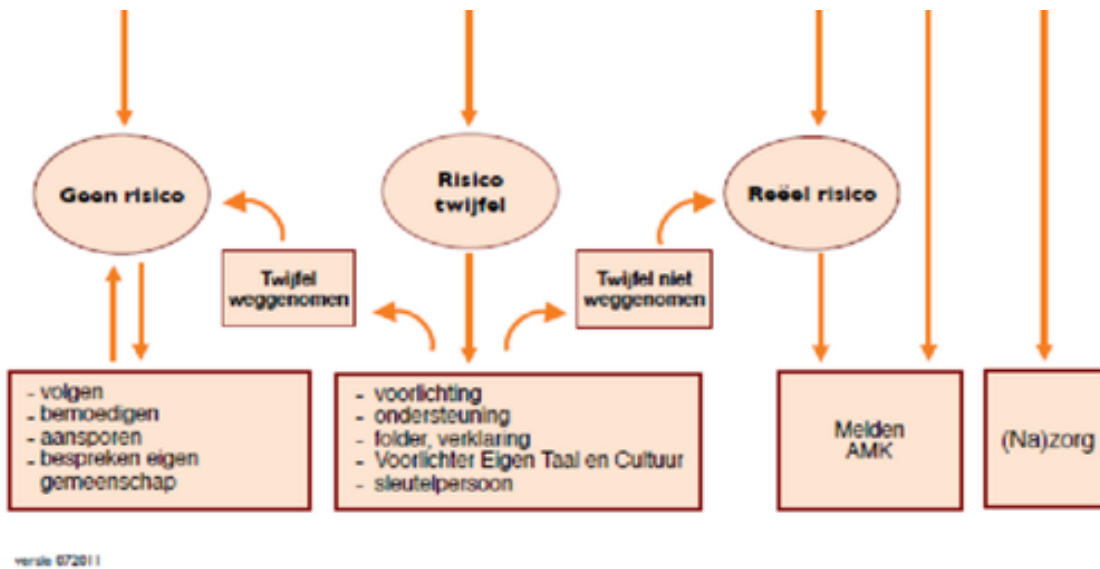 Geen risico
Risico
twijfel
Reëel risico
Twijfel
weggenomen
Twijfel niet
weggenomen
- volgen
- bemoedigen
- aansporen
- bespreken eigen
gemeenschap
- voorlichting
- ondersteuning
- folder, verklaring
- Voorlichter Eigen Taal en Cultuur
- sleutelpersoon
Melden
AMK
(Na)zorg
versie 072011